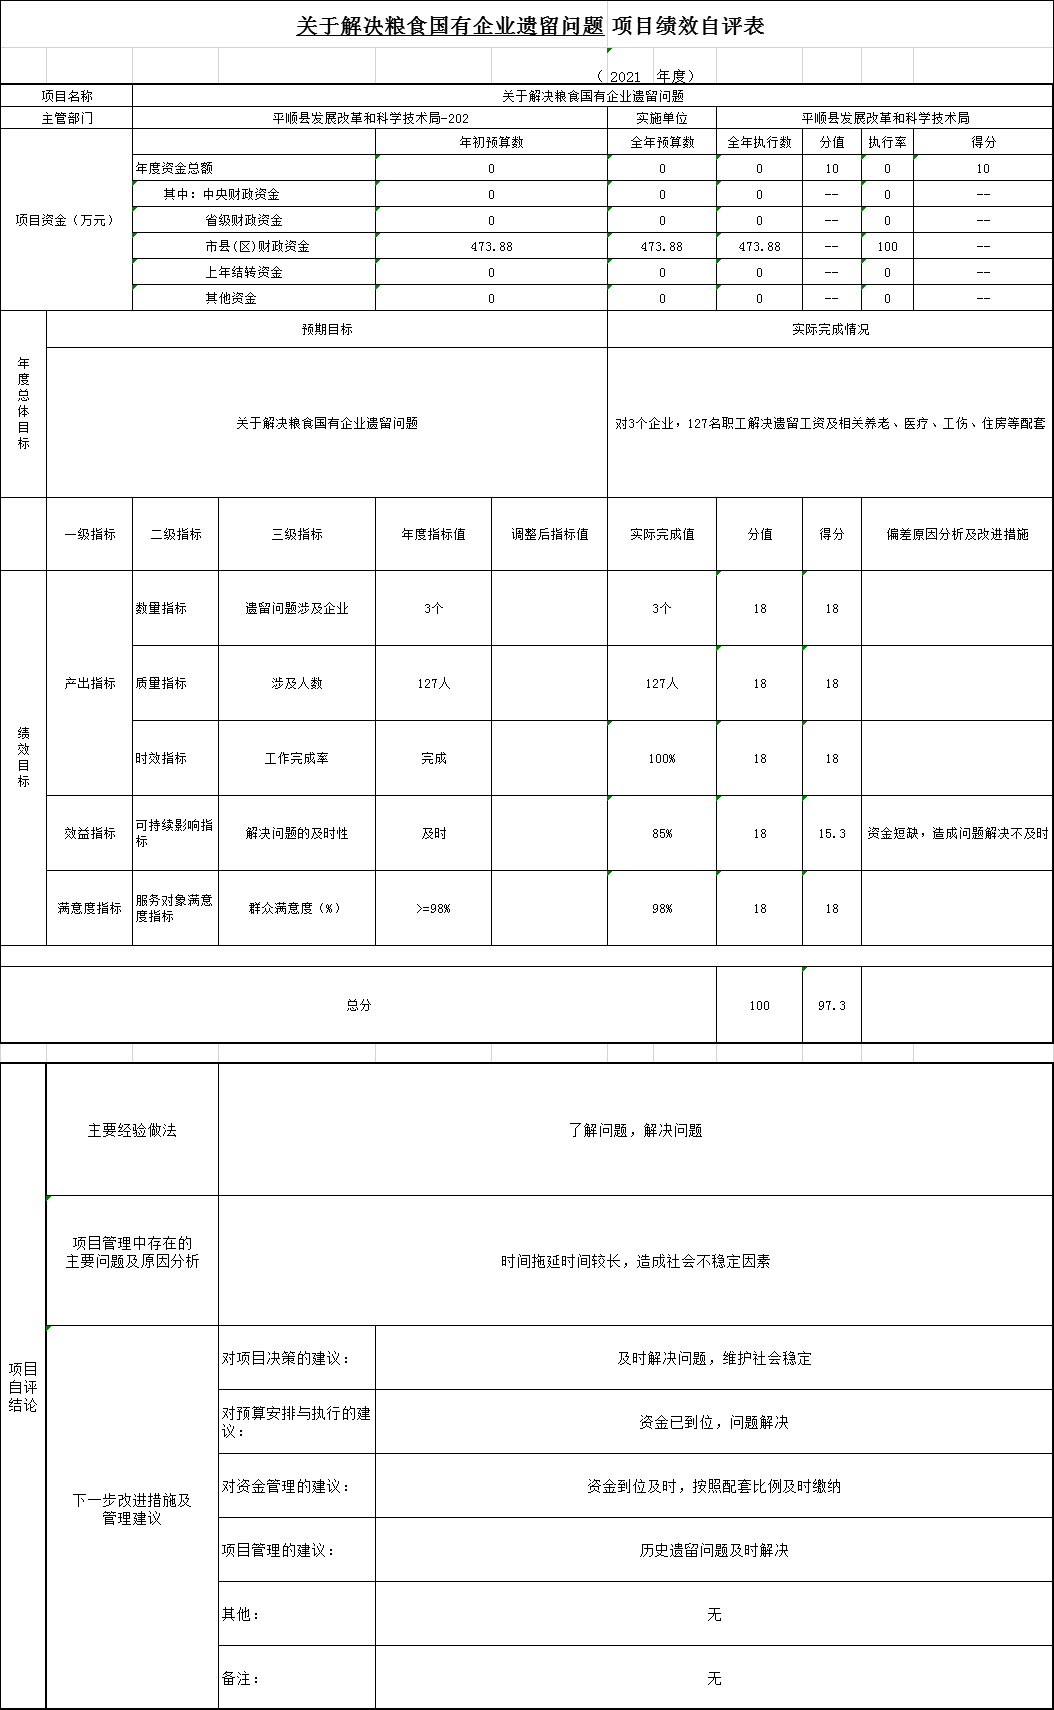 关于解决粮食国有企业遗留问题 项目绩效自评表
（ 2021 年度）
项目名称 关于解决粮食国有企业遗留问题
主管部门 平顺县发展改革和科学技术局-202 实施单位 平顺县发展改革和科学技术局
项目资金（万元） 年初预算数 全年预算数 全年执行数 分值 执行率 得分
年度资金总额 0 0 0 10 0 10
其中：中央财政资金 0 0 0 -- 0 --
省级财政资金 0 0 0 -- 0 --
市县(区)财政资金 473.88 473.88 473.88 -- 100 --
上年结转资金 0 0 0 -- 0 --
其他资金 0 0 0 -- 0 --
年度总体目标 预期目标 实际完成情况
关于解决粮食国有企业遗留问题 对3个企业，127名职工解决遗留工资及相关养老、医疗、工伤、住房等配套
一级指标 二级指标 三级指标 年度指标值 调整后指标值 实际完成值 分值 得分 偏差原因分析及改进措施
绩效目标 产出指标 数量指标 遗留问题涉及企业 3个 3个 18 18
质量指标 涉及人数 127人 127人 18 18
时效指标 工作完成率 完成 100% 18 18
效益指标 可持续影响指
标 解决问题的及时性 及时 85% 18 15.3 资金短缺，造成问题解决不及时
满意度指标 服务对象满意
度指标 群众满意度（%） >=98% 98% 18 18
总分 100 97.3
项目
自评
结论
主要经验做法 了解问题，解决问题
项目管理中存在的
主要问题及原因分析 时间拖延时间较长，造成社会不稳定因素
下一步改进措施及
管理建议
对项目决策的建议： 及时解决问题，维护社会稳定
对预算安排与执行的建
议： 资金已到位，问题解决
对资金管理的建议： 资金到位及时，按照配套比例及时缴纳
项目管理的建议： 历史遗留问题及时解决
其他： 无
备注： 无